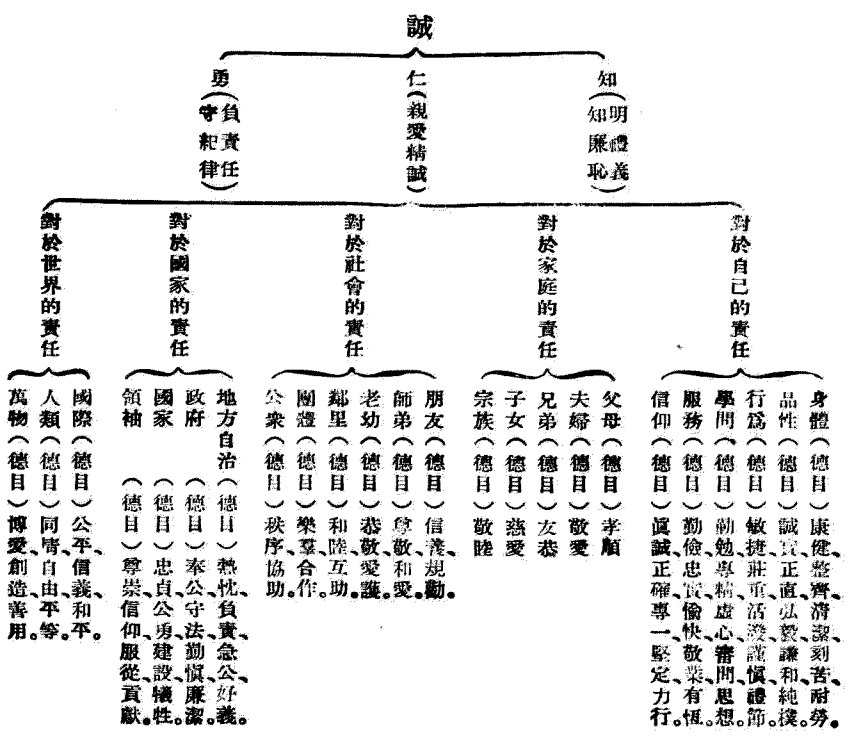 誠
知（明禮義知廉恥）
仁（親愛精誠）
勇（負責任守紀律）
對於自己的責任
身體（德目）康健、整齊、清潔、刻苦耐勞。
品性（德目）誠實、正直、弘毅、謙和、純樸。
行爲（德目）敏捷、莊重、活潑、謹愼、禮節。
學問（德目）勤勉、專精、虛心、審問、思想。
服務（德目）勤儉、忠實、愉快、敬業、有恆。
信仰（德目）眞誠、正確、專一、堅定、力行。
對於家庭的責任
父母（德目）孝順
夫婦（德目）敬愛
兄弟（德目）友恭
子女（德目）慈愛
宗族（德目）敬睦
對於社會的責任
朋友（德目）信義、規勸。
師弟（德目）尊敬、和愛。
老幼（德目）恭敬、愛護。
鄰里（德目）和睦、互助。
團體（德目）樂羣、合作。
公衆（德目）秩序、協助。
對於國家的責任
地方自治（德目）熱忱、負責、急公、好義。
政府（德目）奉公、守法、勤愼、廉潔。
國家（德目）忠貞、公勇、建設、犧牲。
領袖（德目）尊崇、信仰、服從、貢獻。
對於世界的責任
國際（德目）公平、信義、和平。
人類（德目）同情、自由、平等。
萬物（德目）博愛、創造、善用。